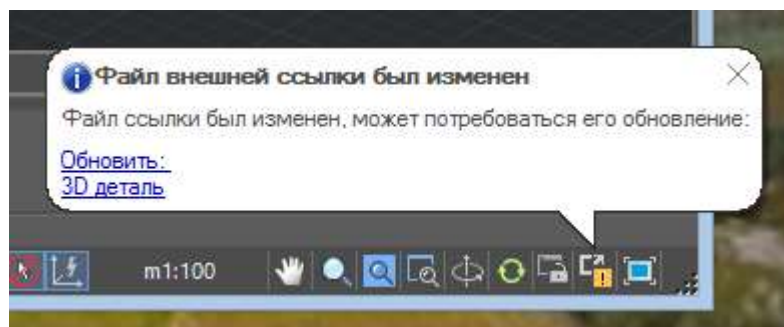 Файл внешней ссылки был изменен
Файл ссылки был изменен, может потребоваться его обновление:
Обновить:
3D деталь
m1:100